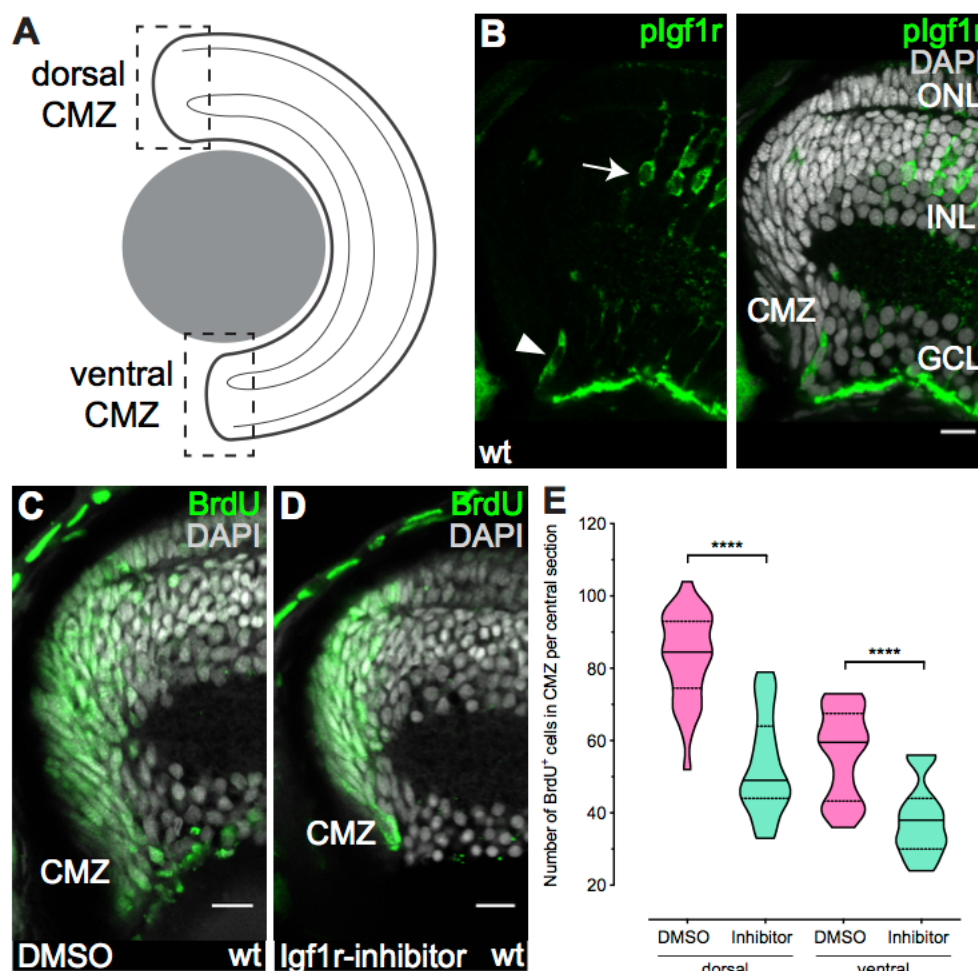 A
dorsal
CMZ
ventral
CMZ
B
pIgf1r
wt
pIgf1r
DAPI
ONL
INL
CMZ
GCL
C
BrdU
DAPI
CMZ
DMSO
wt
D
BrdU
DAPI
CMZ
Igf1r-inhibitor
wt
E
Number of BrdU⁺ cells in CMZ per central section
120
100
80
60
40
20
****
****
DMSO Inhibitor DMSO Inhibitor
dorsal ventral